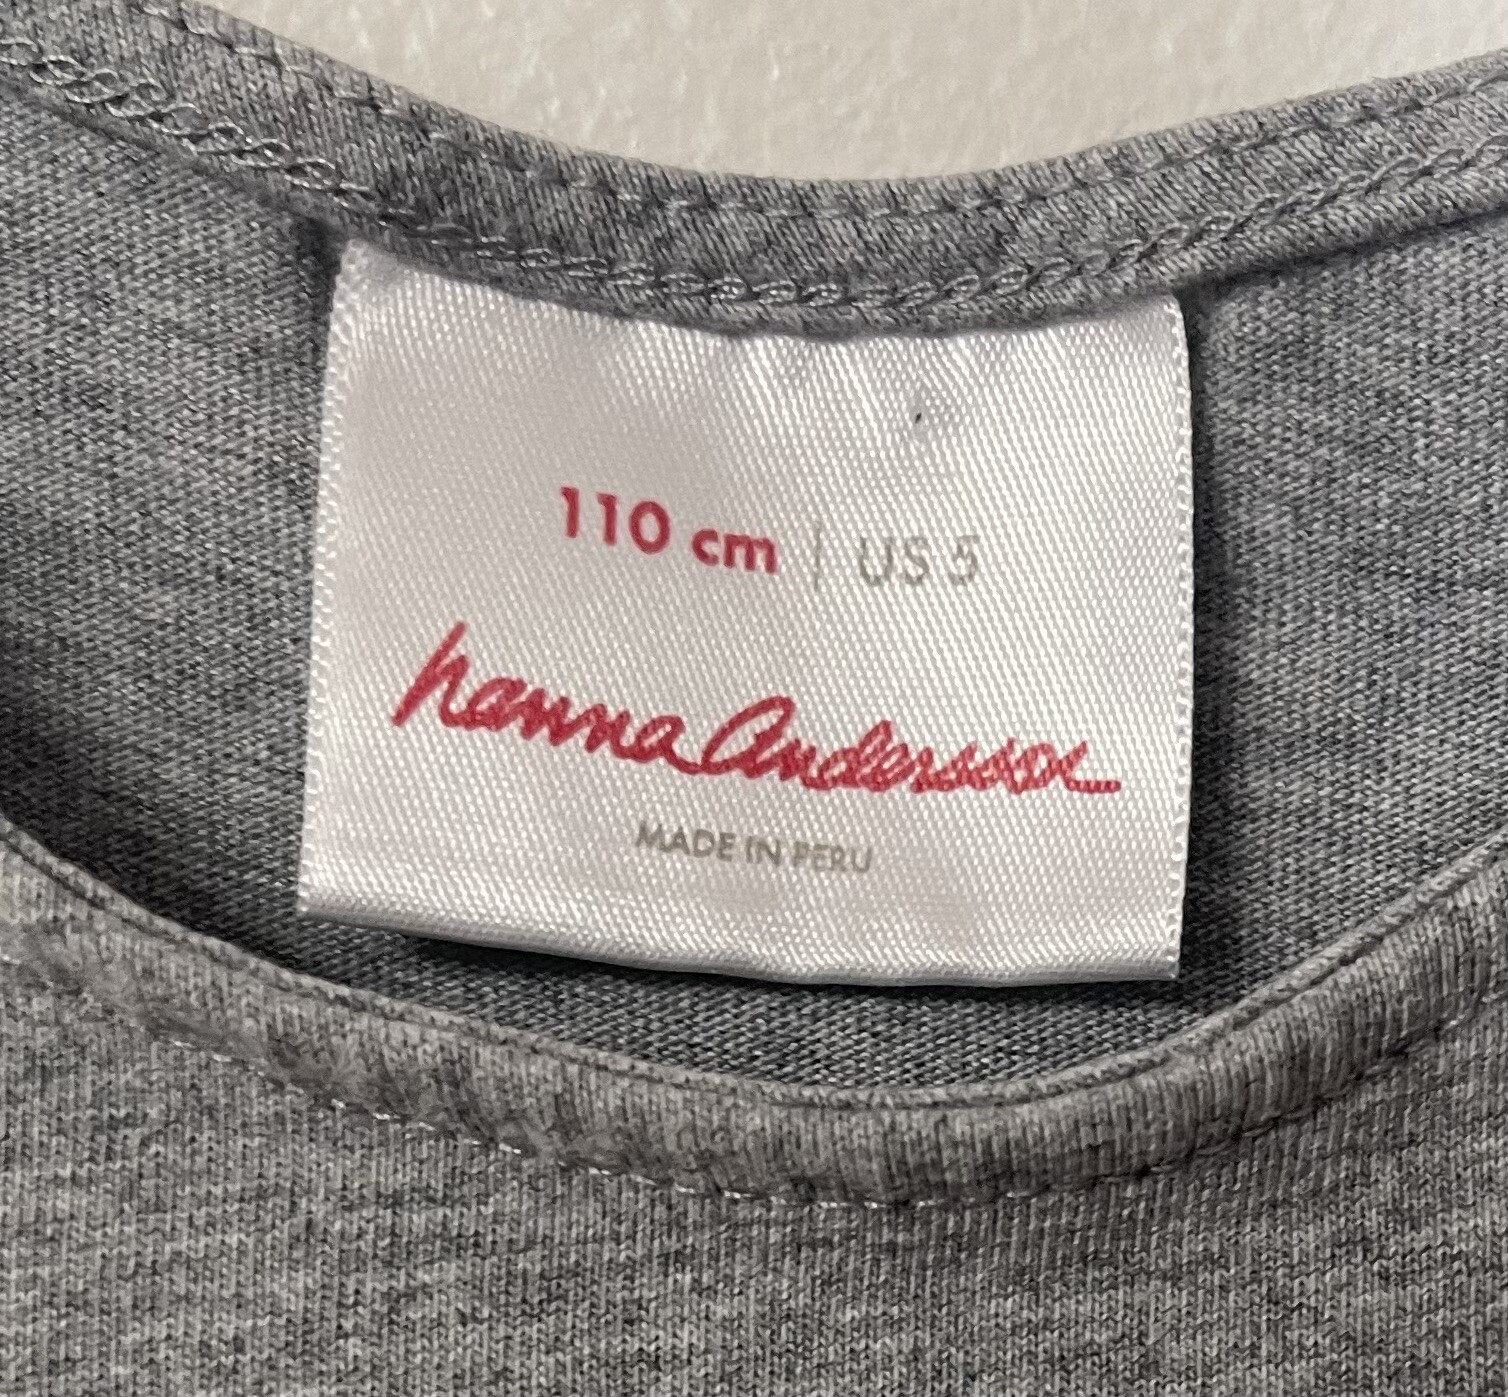 110 cm | US 5
hanna Andersson
MADE IN PERU